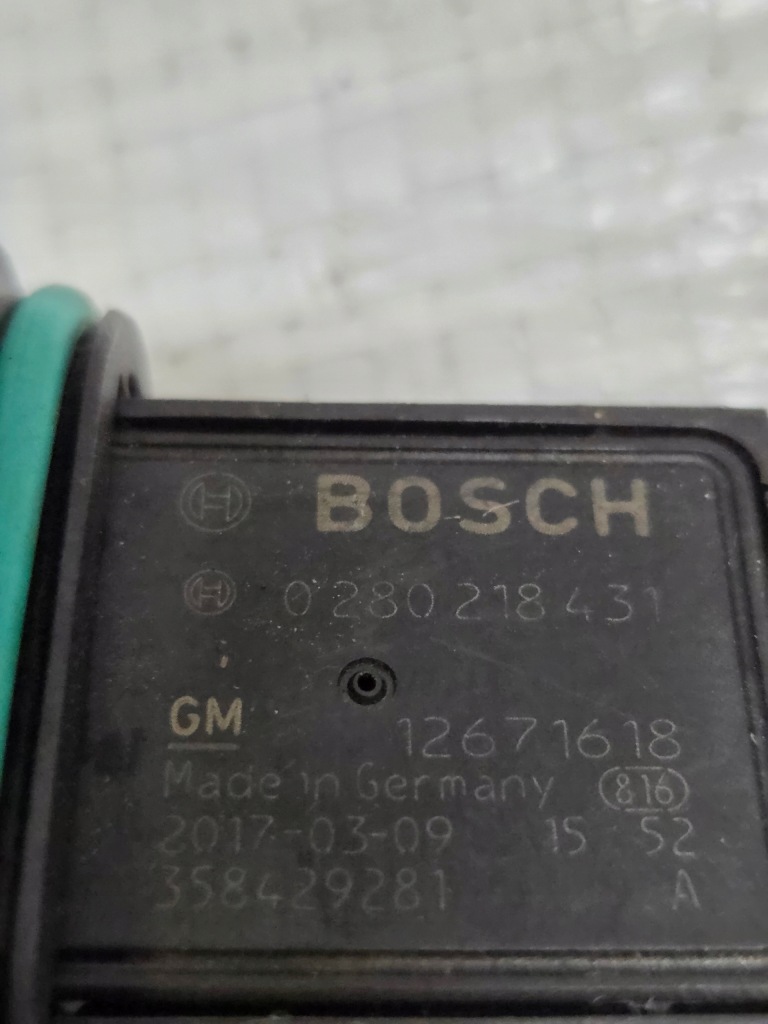 BOSCH
0 280 218 431
GM 12671618
Made in Germany 816
2017-03-09 15 52
358429281 A